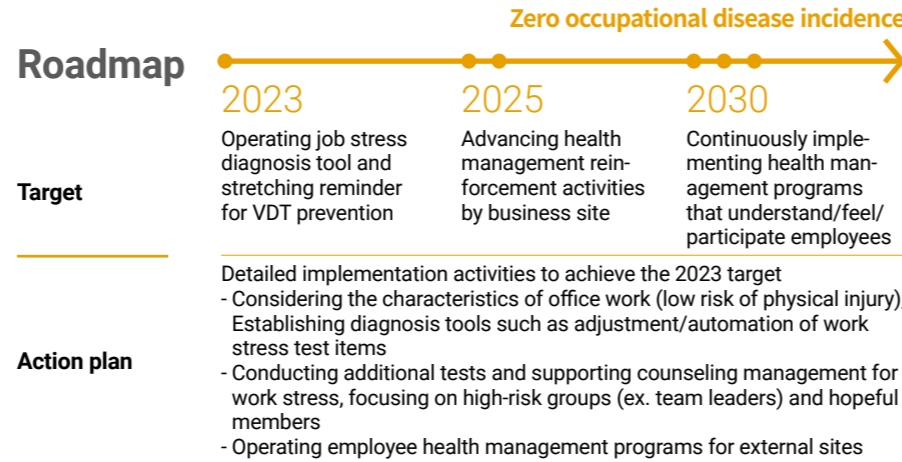 Zero occupational disease incidence
Roadmap
2023
2025
2030
Operating job stress
diagnosis tool and
stretching reminder
for VDT prevention
Advancing health
management rein-
forcement activities
by business site
Continuously imple-
menting health man-
agement programs
that understand/feel/
participate employees
Target
Detailed implementation activities to achieve the 2023 target
- Considering the characteristics of office work (low risk of physical injury),
Establishing diagnosis tools such as adjustment/automation of work
stress test items
- Conducting additional tests and supporting counseling management for
work stress, focusing on high-risk groups (ex. team leaders) and hopeful
members
- Operating employee health management programs for external sites
Action plan